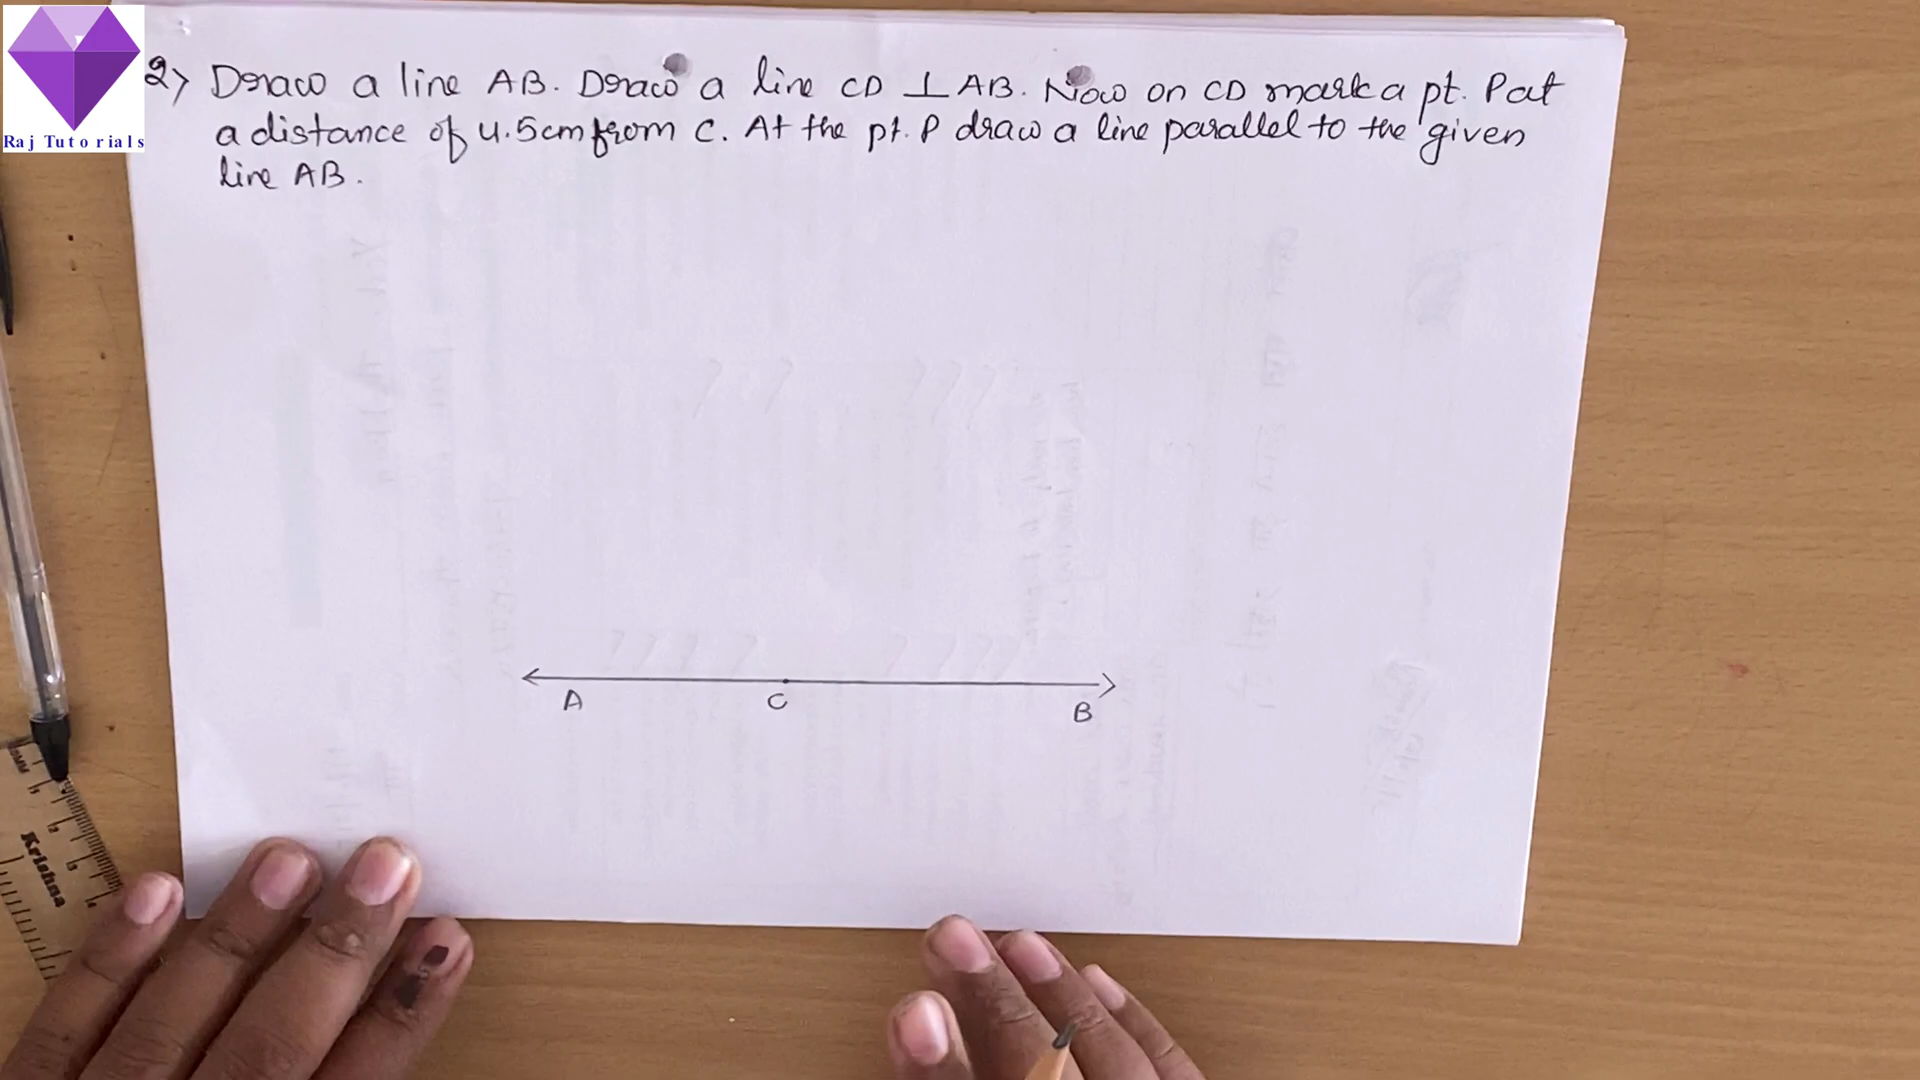 Raj Tutorials
2> Draw a line AB. Draw a line CD ⊥ AB. Now on CD mark a pt. P at
a distance of 4.5cm from C. At the pt. P draw a line parallel to the given
line AB.
A C B
Krishna